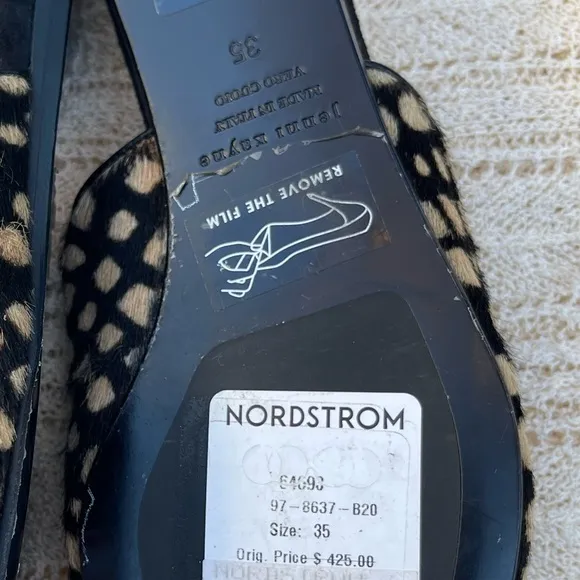 35
VERO CUOIO
MADE IN ITALY
jenni kayne
REMOVE THE FILM
NORDSTROM
97-8637-B20
Size: 35
Orig. Price $ 425.00